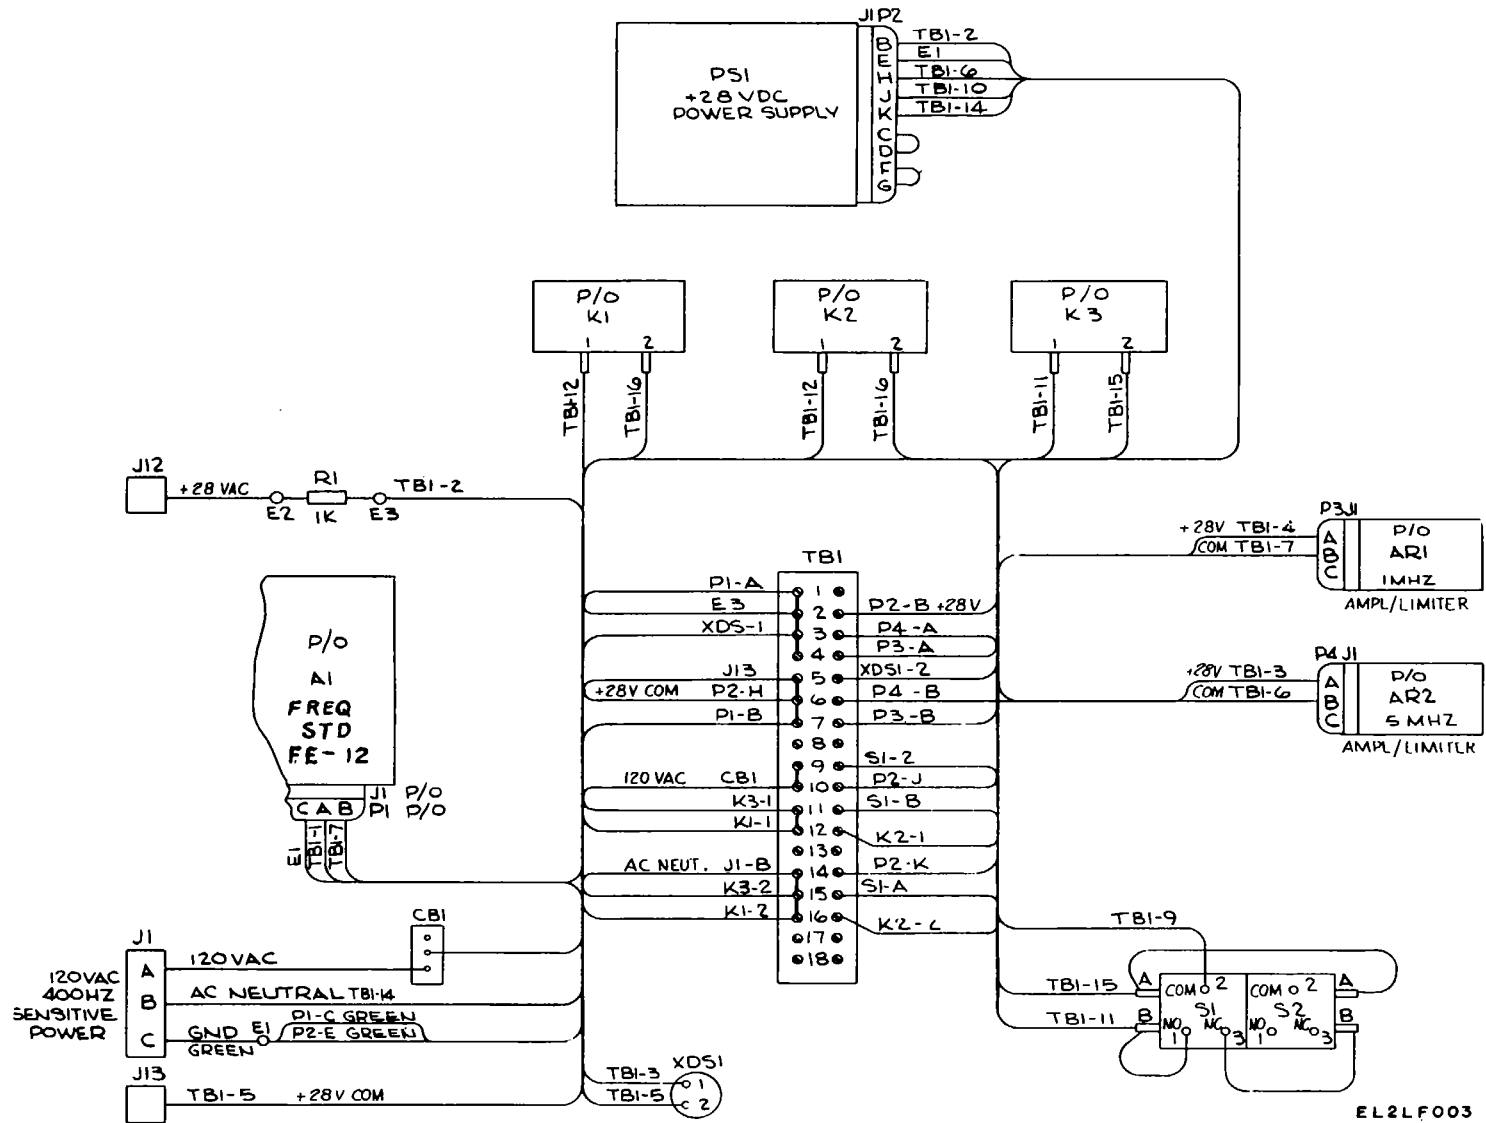 J1P2
B TB1-2
E E1
H TB1-6
J TB1-10
K TB1-14
C
D
F
G
PS1
+28 VDC
POWER SUPPLY
P/O
K1
1 2
TB1-12
TB1-16
P/O
K2
1 2
TB1-12
TB1-16
P/O
K3
1 2
TB1-11
TB1-15
J12
+28 VAC
E2
R1
1K
E3
TB1-2
P/O
A1
FREQ
STD
FE-12
J1 P/O
C A B P1 P/O
E1
TB1-1
TB1-7
TB1
P1-A 1
E3 2 P2-B +28V
XDS-1 3 P4-A
4 P3-A
J13 5 XDS1-2
+28V COM P2-H 6 P4-B
P1-B 7 P3-B
8
9 S1-2
120 VAC CB1 10 P2-J
K3-1 11 S1-B
K1-1 12 K2-1
13
AC NEUT. J1-B 14 P2-K
K3-2 15 S1-A
K1-2 16 K2-2
17
18
P3J1
+28V TB1-4 A
COM TB1-7 B
C
P/O
AR1
1MHZ
AMPL/LIMITER
P4 J1
+28V TB1-3 A
COM TB1-6 B
C
P/O
AR2
5 MHZ
AMPL/LIMITER
CB1
J1
120VAC
400HZ
SENSITIVE
POWER
A 120VAC
B AC NEUTRAL TB1-14
C GND E1
GREEN
P1-C GREEN
P2-E GREEN
J13
TB1-5 +28V COM
XDS1
TB1-3 1
TB1-5 2
TB1-9
TB1-15 A
TB1-11 B
COM 2
S1
NO NC
1 3
COM 2
S2
NO NC
1 3
A
B
EL2LF003